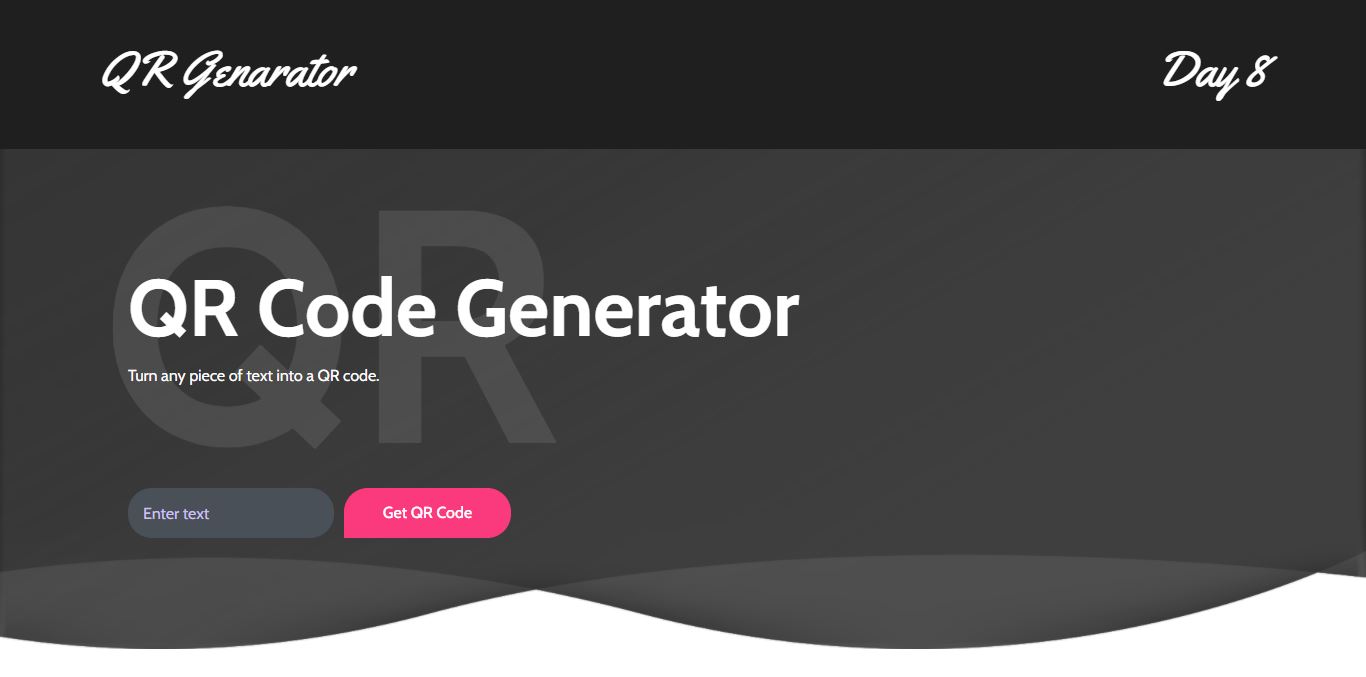 QR Genarator
Day 8
QR
QR Code Generator
Turn any piece of text into a QR code.
Enter text
Get QR Code